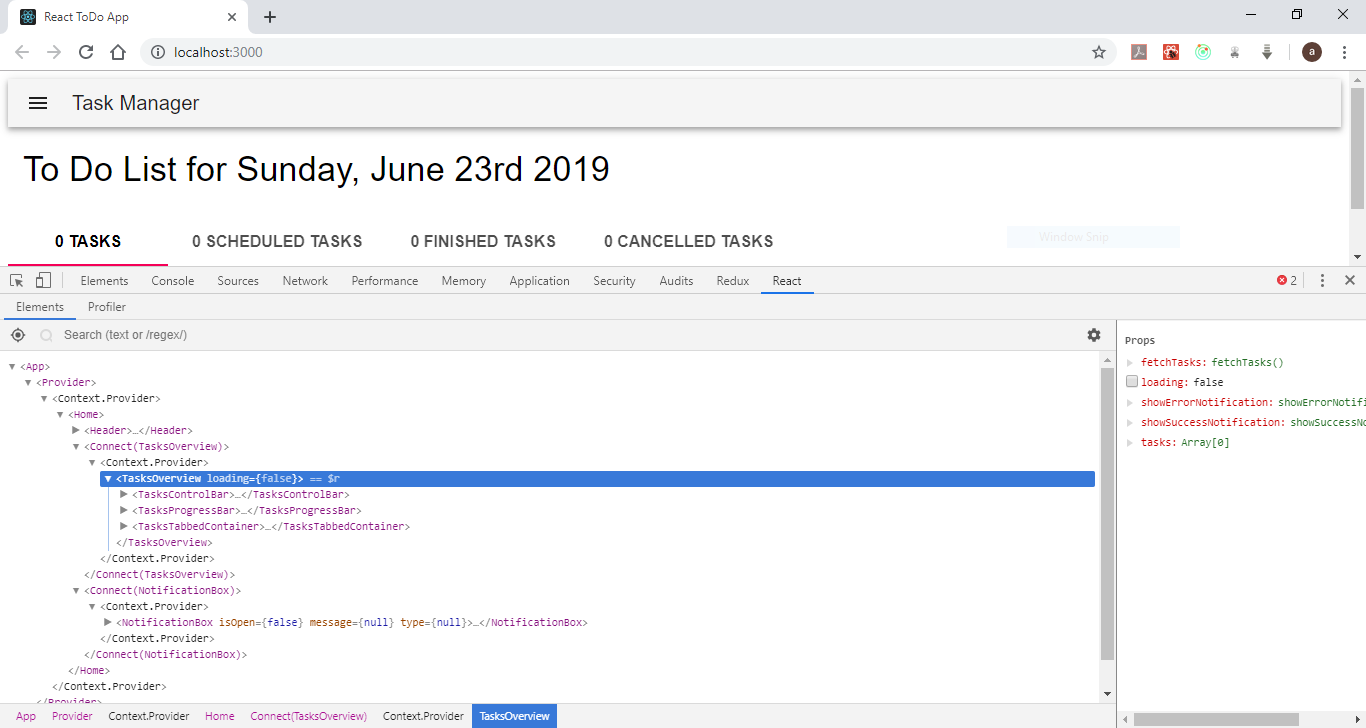 React ToDo App
localhost:3000
a
Task Manager
To Do List for Sunday, June 23rd 2019
0 TASKS 0 SCHEDULED TASKS 0 FINISHED TASKS 0 CANCELLED TASKS
Window Snip
Elements Console Sources Network Performance Memory Application Security Audits Redux React 2
Elements Profiler
Search (text or /regex/)
<App>
<Provider>
<Context.Provider>
<Home>
<Header>…</Header>
<Connect(TasksOverview)>
<Context.Provider>
<TasksOverview loading={false}> == $r
<TasksControlBar>…</TasksControlBar>
<TasksProgressBar>…</TasksProgressBar>
<TasksTabbedContainer>…</TasksTabbedContainer>
</TasksOverview>
</Context.Provider>
</Connect(TasksOverview)>
<Connect(NotificationBox)>
<Context.Provider>
<NotificationBox isOpen={false} message={null} type={null}>…</NotificationBox>
</Context.Provider>
</Connect(NotificationBox)>
</Home>
</Context.Provider>
</Provider>
App Provider Context.Provider Home Connect(TasksOverview) Context.Provider TasksOverview
Props
fetchTasks: fetchTasks()
loading: false
showErrorNotification: showErrorNotifi
showSuccessNotification: showSuccessNo
tasks: Array[0]